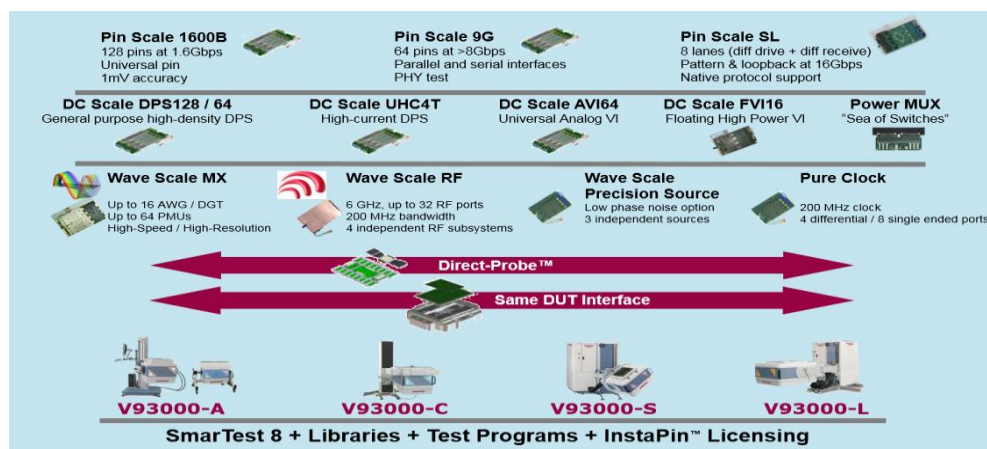 Pin Scale 1600B
128 pins at 1.6Gbps
Universal pin
1mV accuracy
Pin Scale 9G
64 pins at >8Gbps
Parallel and serial interfaces
PHY test
Pin Scale SL
8 lanes (diff drive + diff receive)
Pattern & loopback at 16Gbps
Native protocol support
DC Scale DPS128 / 64
General purpose high-density DPS
DC Scale UHC4T
High-current DPS
DC Scale AVI64
Universal Analog VI
DC Scale FVI16
Floating High Power VI
Power MUX
"Sea of Switches"
Wave Scale MX
Up to 16 AWG / DGT
Up to 64 PMUs
High-Speed / High-Resolution
Wave Scale RF
6 GHz, up to 32 RF ports
200 MHz bandwidth
4 independent RF subsystems
Wave Scale
Precision Source
Low phase noise option
3 independent sources
Pure Clock
200 MHz clock
4 differential / 8 single ended ports
Direct-Probe™
Same DUT Interface
V93000-A
V93000-C
V93000-S
V93000-L
SmarTest 8 + Libraries + Test Programs + InstaPin™ Licensing